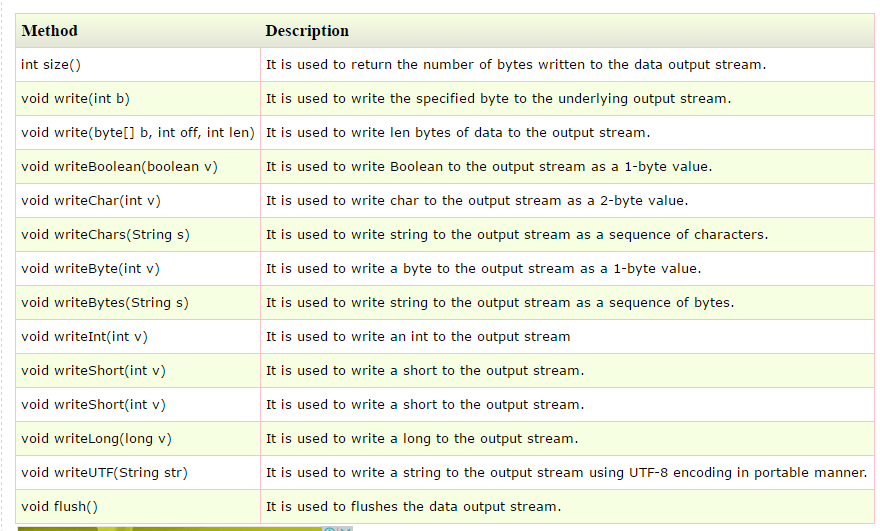 Method Description
int size() It is used to return the number of bytes written to the data output stream.
void write(int b) It is used to write the specified byte to the underlying output stream.
void write(byte[] b, int off, int len) It is used to write len bytes of data to the output stream.
void writeBoolean(boolean v) It is used to write Boolean to the output stream as a 1-byte value.
void writeChar(int v) It is used to write char to the output stream as a 2-byte value.
void writeChars(String s) It is used to write string to the output stream as a sequence of characters.
void writeByte(int v) It is used to write a byte to the output stream as a 1-byte value.
void writeBytes(String s) It is used to write string to the output stream as a sequence of bytes.
void writeInt(int v) It is used to write an int to the output stream
void writeShort(int v) It is used to write a short to the output stream.
void writeShort(int v) It is used to write a short to the output stream.
void writeLong(long v) It is used to write a long to the output stream.
void writeUTF(String str) It is used to write a string to the output stream using UTF-8 encoding in portable manner.
void flush() It is used to flushes the data output stream.